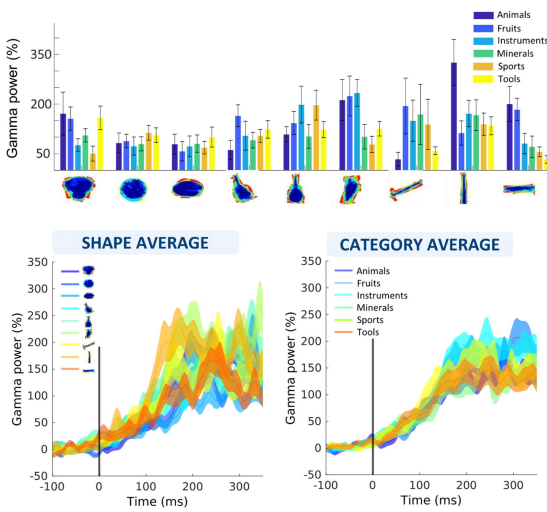 Animals
Fruits
Instruments
Minerals
Sports
Tools
Gamma power (%)
350
200
50
SHAPE AVERAGE
CATEGORY AVERAGE
Gamma power (%)
350
300
250
200
150
100
50
0
-50
-100 0 100 200 300
Time (ms)
Gamma power (%)
350
300
250
200
150
100
50
0
-50
Animals
Fruits
Instruments
Minerals
Sports
Tools
-100 0 100 200 300
Time (ms)